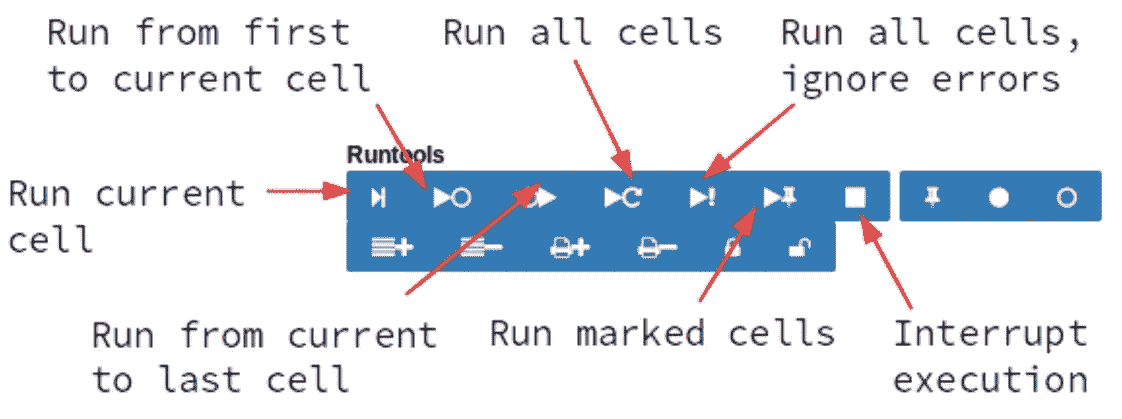 Run from first
to current cell
Run all cells
Run all cells,
ignore errors
Runtools
Run current
cell
Run from current
to last cell
Run marked cells
Interrupt
execution